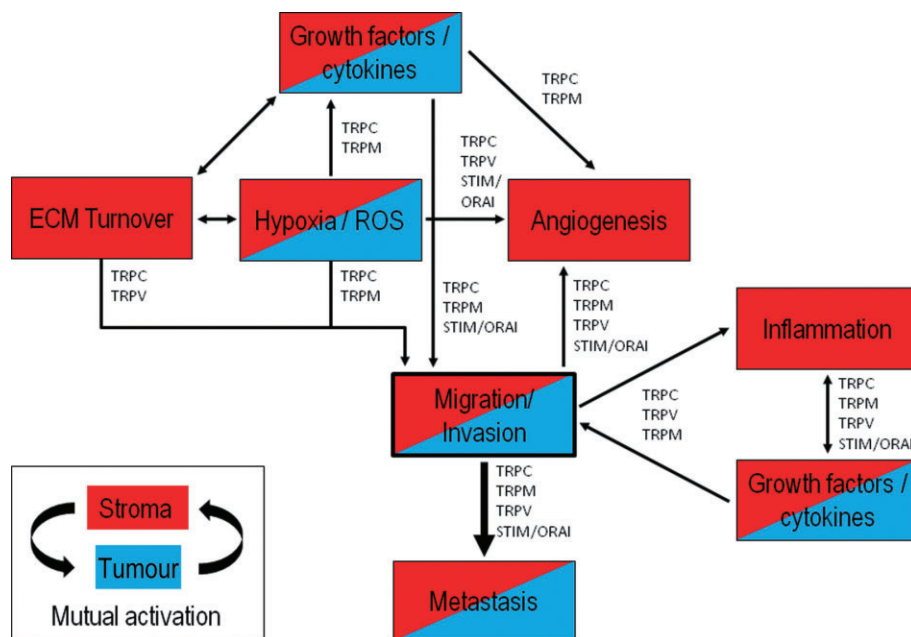 Growth factors /
cytokines
TRPC
TRPM
TRPC
TRPM
TRPC
TRPV
STIM/
ORAI
ECM Turnover
Hypoxia / ROS
Angiogenesis
TRPC
TRPV
TRPC
TRPM
TRPC
TRPM
STIM/ORAI
TRPC
TRPM
TRPV
STIM/ORAI
Inflammation
Migration/
Invasion
TRPC
TRPV
TRPM
TRPC
TRPM
TRPV
STIM/ORAI
Growth factors /
cytokines
TRPC
TRPM
TRPV
STIM/ORAI
Metastasis
Stroma
Tumour
Mutual activation